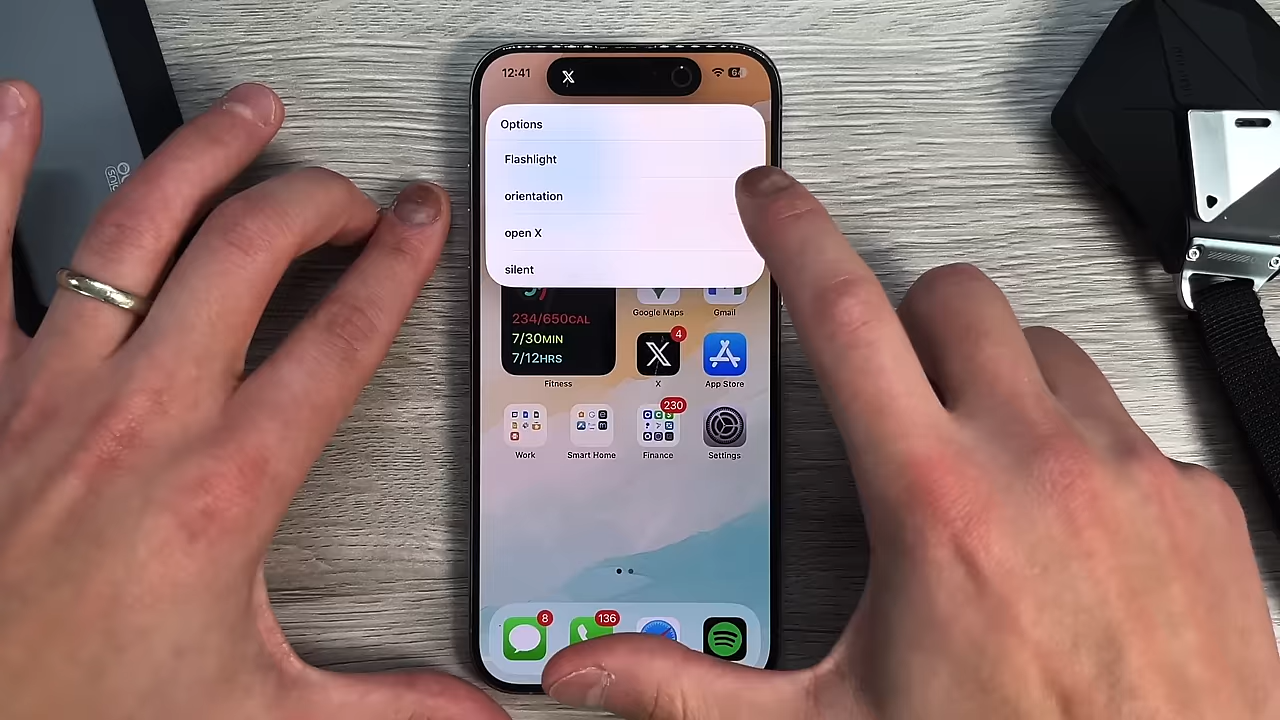 12:41
64
Options
Flashlight
orientation
open X
silent
234/650CAL
7/30MIN
7/12HRS
Fitness
Google Maps
Gmail
4
X
App Store
230
Work
Smart Home
Finance
Settings
8
136